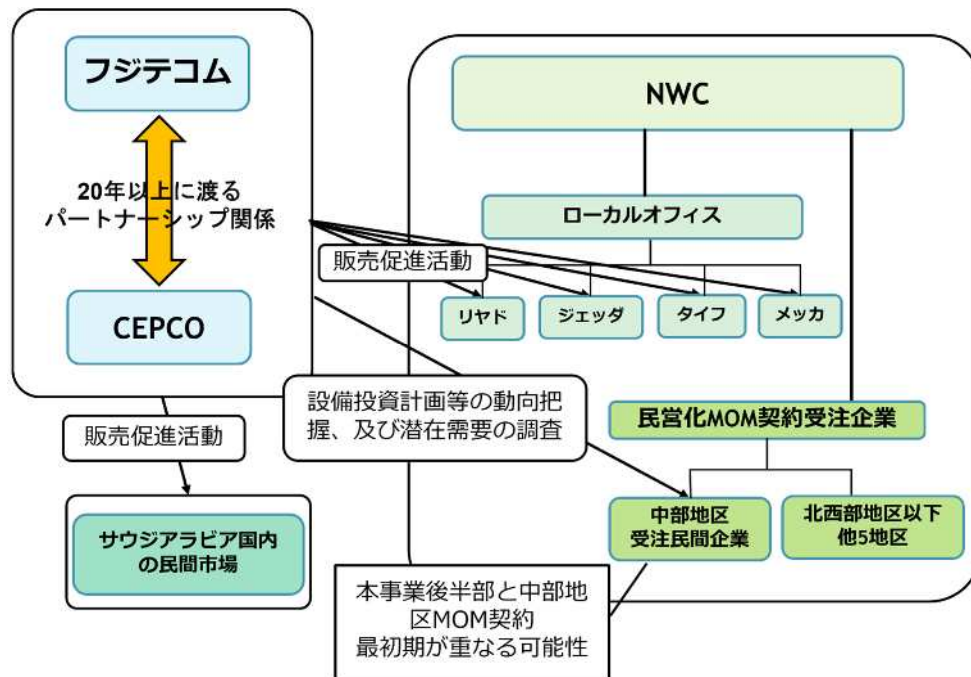 フジテコム
20年以上に渡る
パートナーシップ関係
CEPCO
販売促進活動
サウジアラビア国内
の民間市場
NWC
ローカルオフィス
販売促進活動
リヤド
ジェッダ
タイフ
メッカ
設備投資計画等の動向把
握、及び潜在需要の調査
民営化MOM契約受注企業
中部地区
受注民間企業
北西部地区以下
他5地区
本事業後半部と中部地
区MOM契約
最初期が重なる可能性